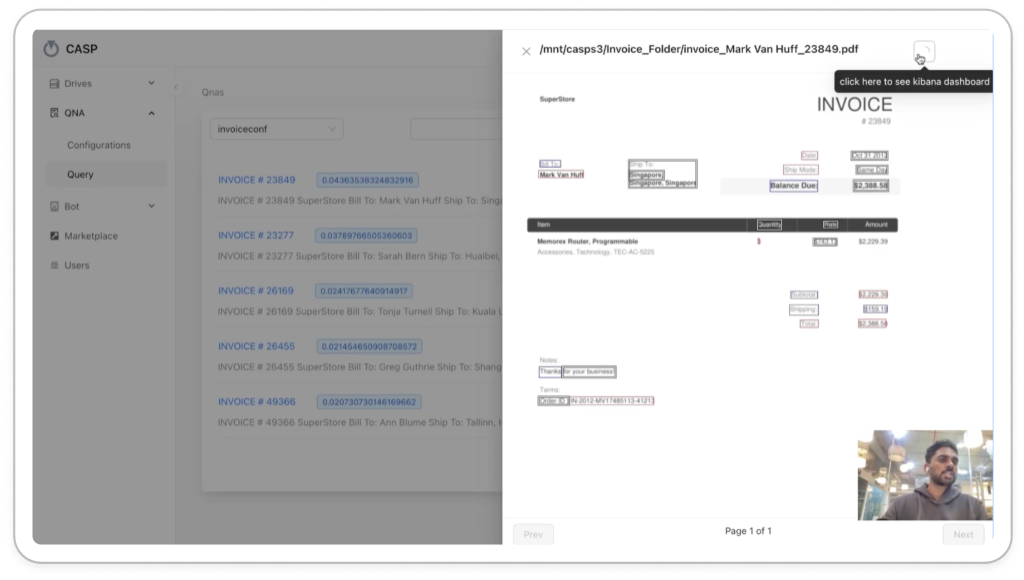 CASP
Drives
QNA
Configurations
Query
Bot
Marketplace
Users
Qnas
invoiceconf
INVOICE # 23849 0.04363538324832916
INVOICE # 23849 SuperStore Bill To: Mark Van Huff Ship To: Singa
INVOICE # 23277 0.03789766505360603
INVOICE # 23277 SuperStore Bill To: Sarah Bern Ship To: Huaibei,
INVOICE # 26169 0.02417677640914917
INVOICE # 26169 SuperStore Bill To: Tonja Turnell Ship To: Kuala
INVOICE # 26455 0.021454650908708572
INVOICE # 26455 SuperStore Bill To: Greg Guthrie Ship To: Shang
INVOICE # 49366 0.020730730146169662
INVOICE # 49366 SuperStore Bill To: Ann Blume Ship To: Tallinn,
/mnt/casps3/Invoice_Folder/invoice_Mark Van Huff_23849.pdf
click here to see kibana dashboard
SuperStore
INVOICE
# 23849
Bill To:
Mark Van Huff
Ship To:
Singapore,
Singapore, Singapore
Date: Oct 31 2012
Ship Mode: Same Day
Balance Due: $2,388.58
Item Quantity Rate Amount
Memorex Router, Programmable $2,229.39
Accessories, Technology, TEC-AC-5225
Subtotal: $2,229.39
Shipping: $159.19
Total: $2,388.58
Notes:
Thanks for your business!
Terms:
Order ID : IN-2012-MV17485113-41213
Prev
Page 1 of 1
Next